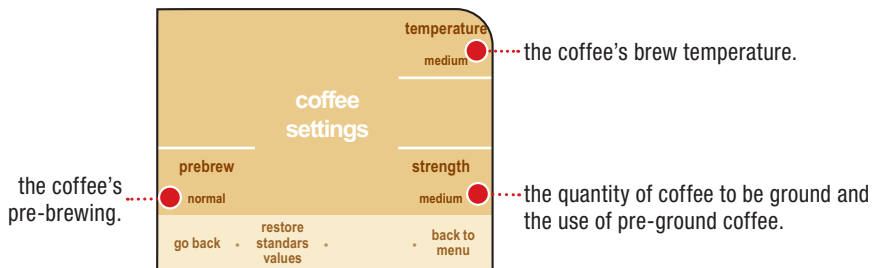 temperature
medium
the coffee's brew temperature.
coffee
settings
prebrew
normal
the coffee's
pre-brewing.
strength
medium
the quantity of coffee to be ground and
the use of pre-ground coffee.
go back
restore
standars
values
back to
menu